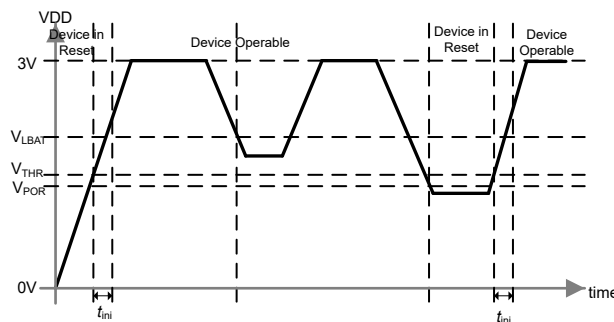 VDD
Device in
Reset
Device Operable
Device in
Reset
Device
Operable
3V
VLBAT
VTHR
VPOR
0V
time
tini
tini